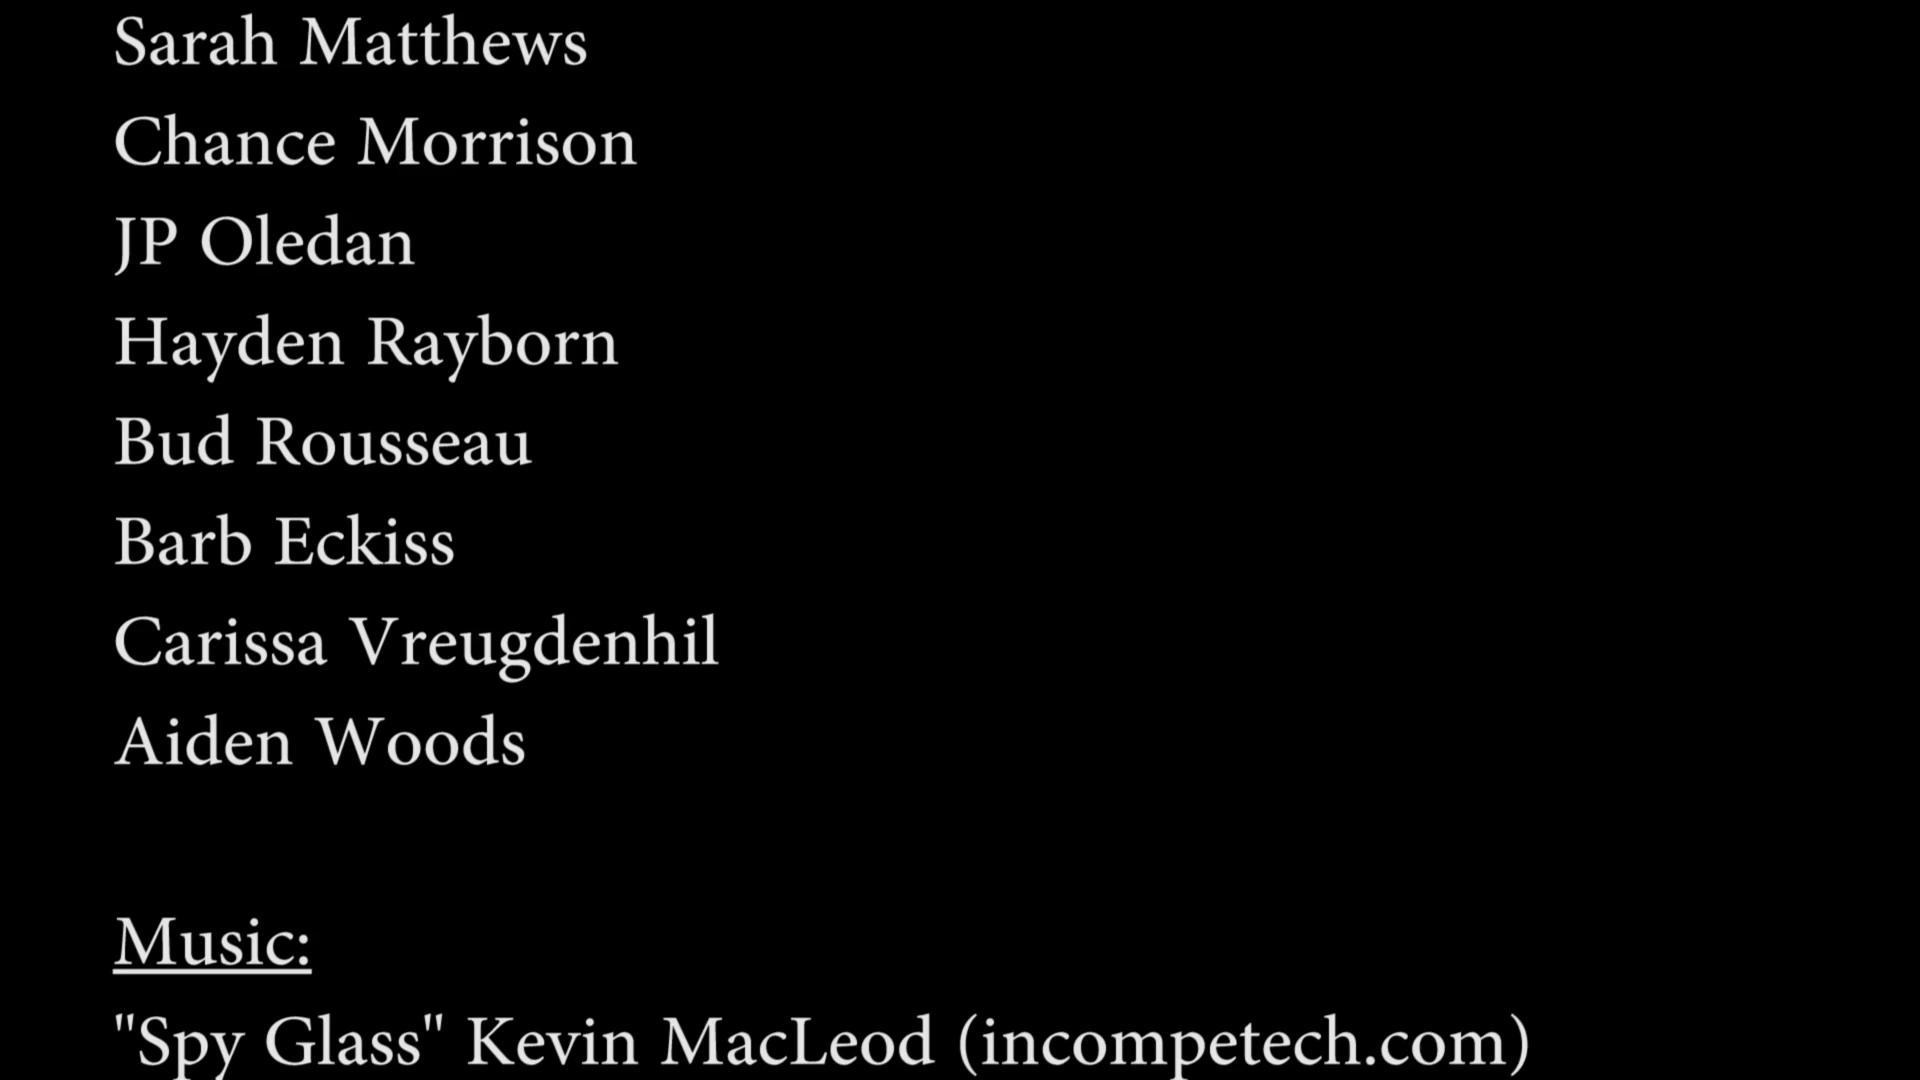 Sarah Matthews
Chance Morrison
JP Oledan
Hayden Rayborn
Bud Rousseau
Barb Eckiss
Carissa Vreugdenhil
Aiden Woods
Music:
"Spy Glass" Kevin MacLeod (incompetech.com)